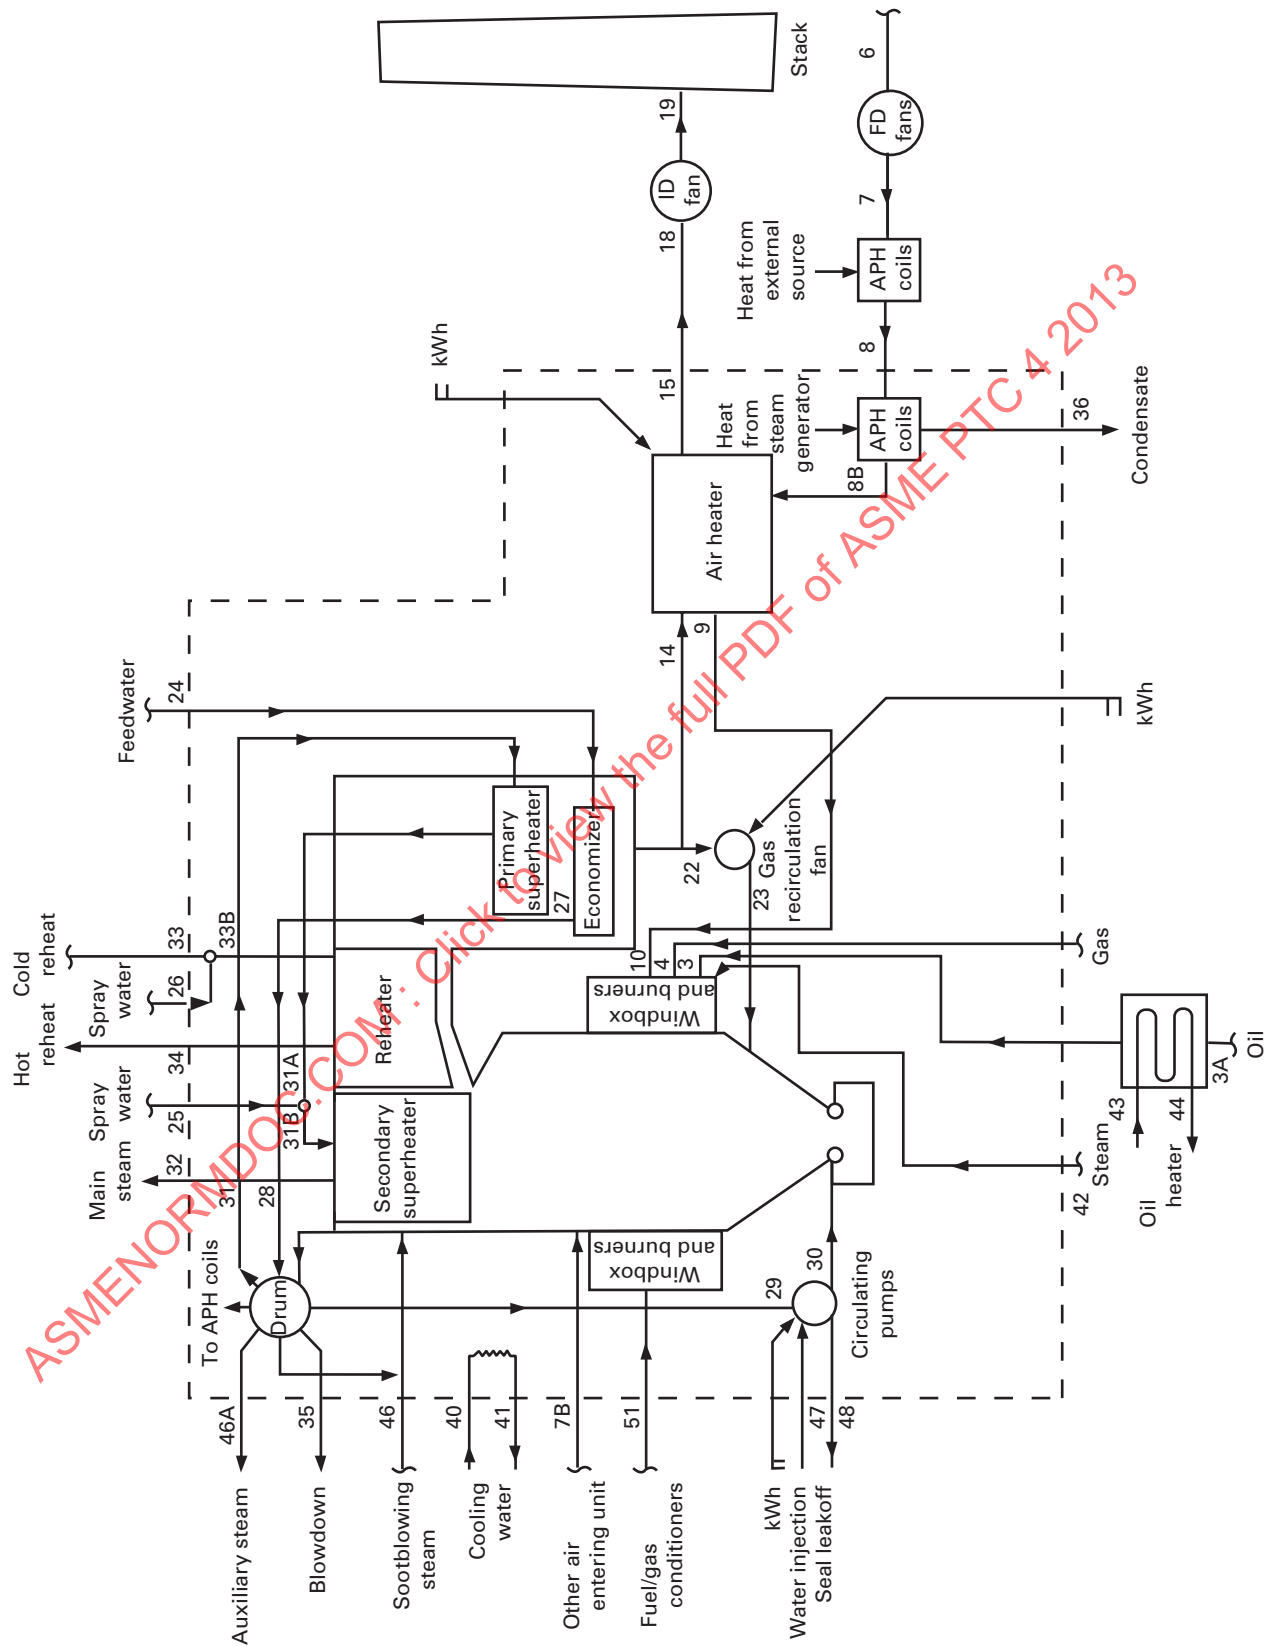 Stack
19
ID
fan
18
6
FD
fans
7
Heat from
external
source
APH
coils
8
kWh
15
Heat
from
steam
generator
APH
coils
8B
36
Condensate
Air heater
14
9
Feedwater
24
Primary
superheater
Economizer
27
22
23
Gas
recirculation
fan
kWh
Cold
reheat
33
33B
Spray
water
26
Hot
reheat
34
Reheater
10
4
3
Windbox
and burners
Gas
3A
Oil
43
44
Oil
heater
Steam
42
Spray
water
25
31A
31B
Main
steam
32
31
28
Secondary
superheater
Windbox
and burners
To APH coils
Drum
29
30
Circulating
pumps
46A
35
46
40
41
7B
51
47
48
Auxiliary steam
Blowdown
Sootblowing
steam
Cooling
water
Other air
entering unit
Fuel/gas
conditioners
kWh
Water injection
Seal leakoff
ASMENORMDOC.COM : Click to view the full PDF of ASME PTC 4 2013